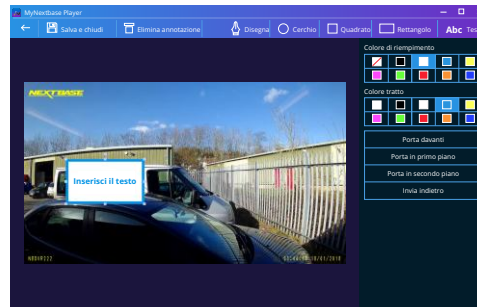 MyNextbase Player
Salva e chiudi
Elimina annotazione
Disegna
Cerchio
Quadrato
Rettangolo
Abc
Colore di riempimento
NEXTBASE
Colore tratto
Porta davanti
Porta in primo piano
Inserisci il testo
Porta in secondo piano
Invia indietro